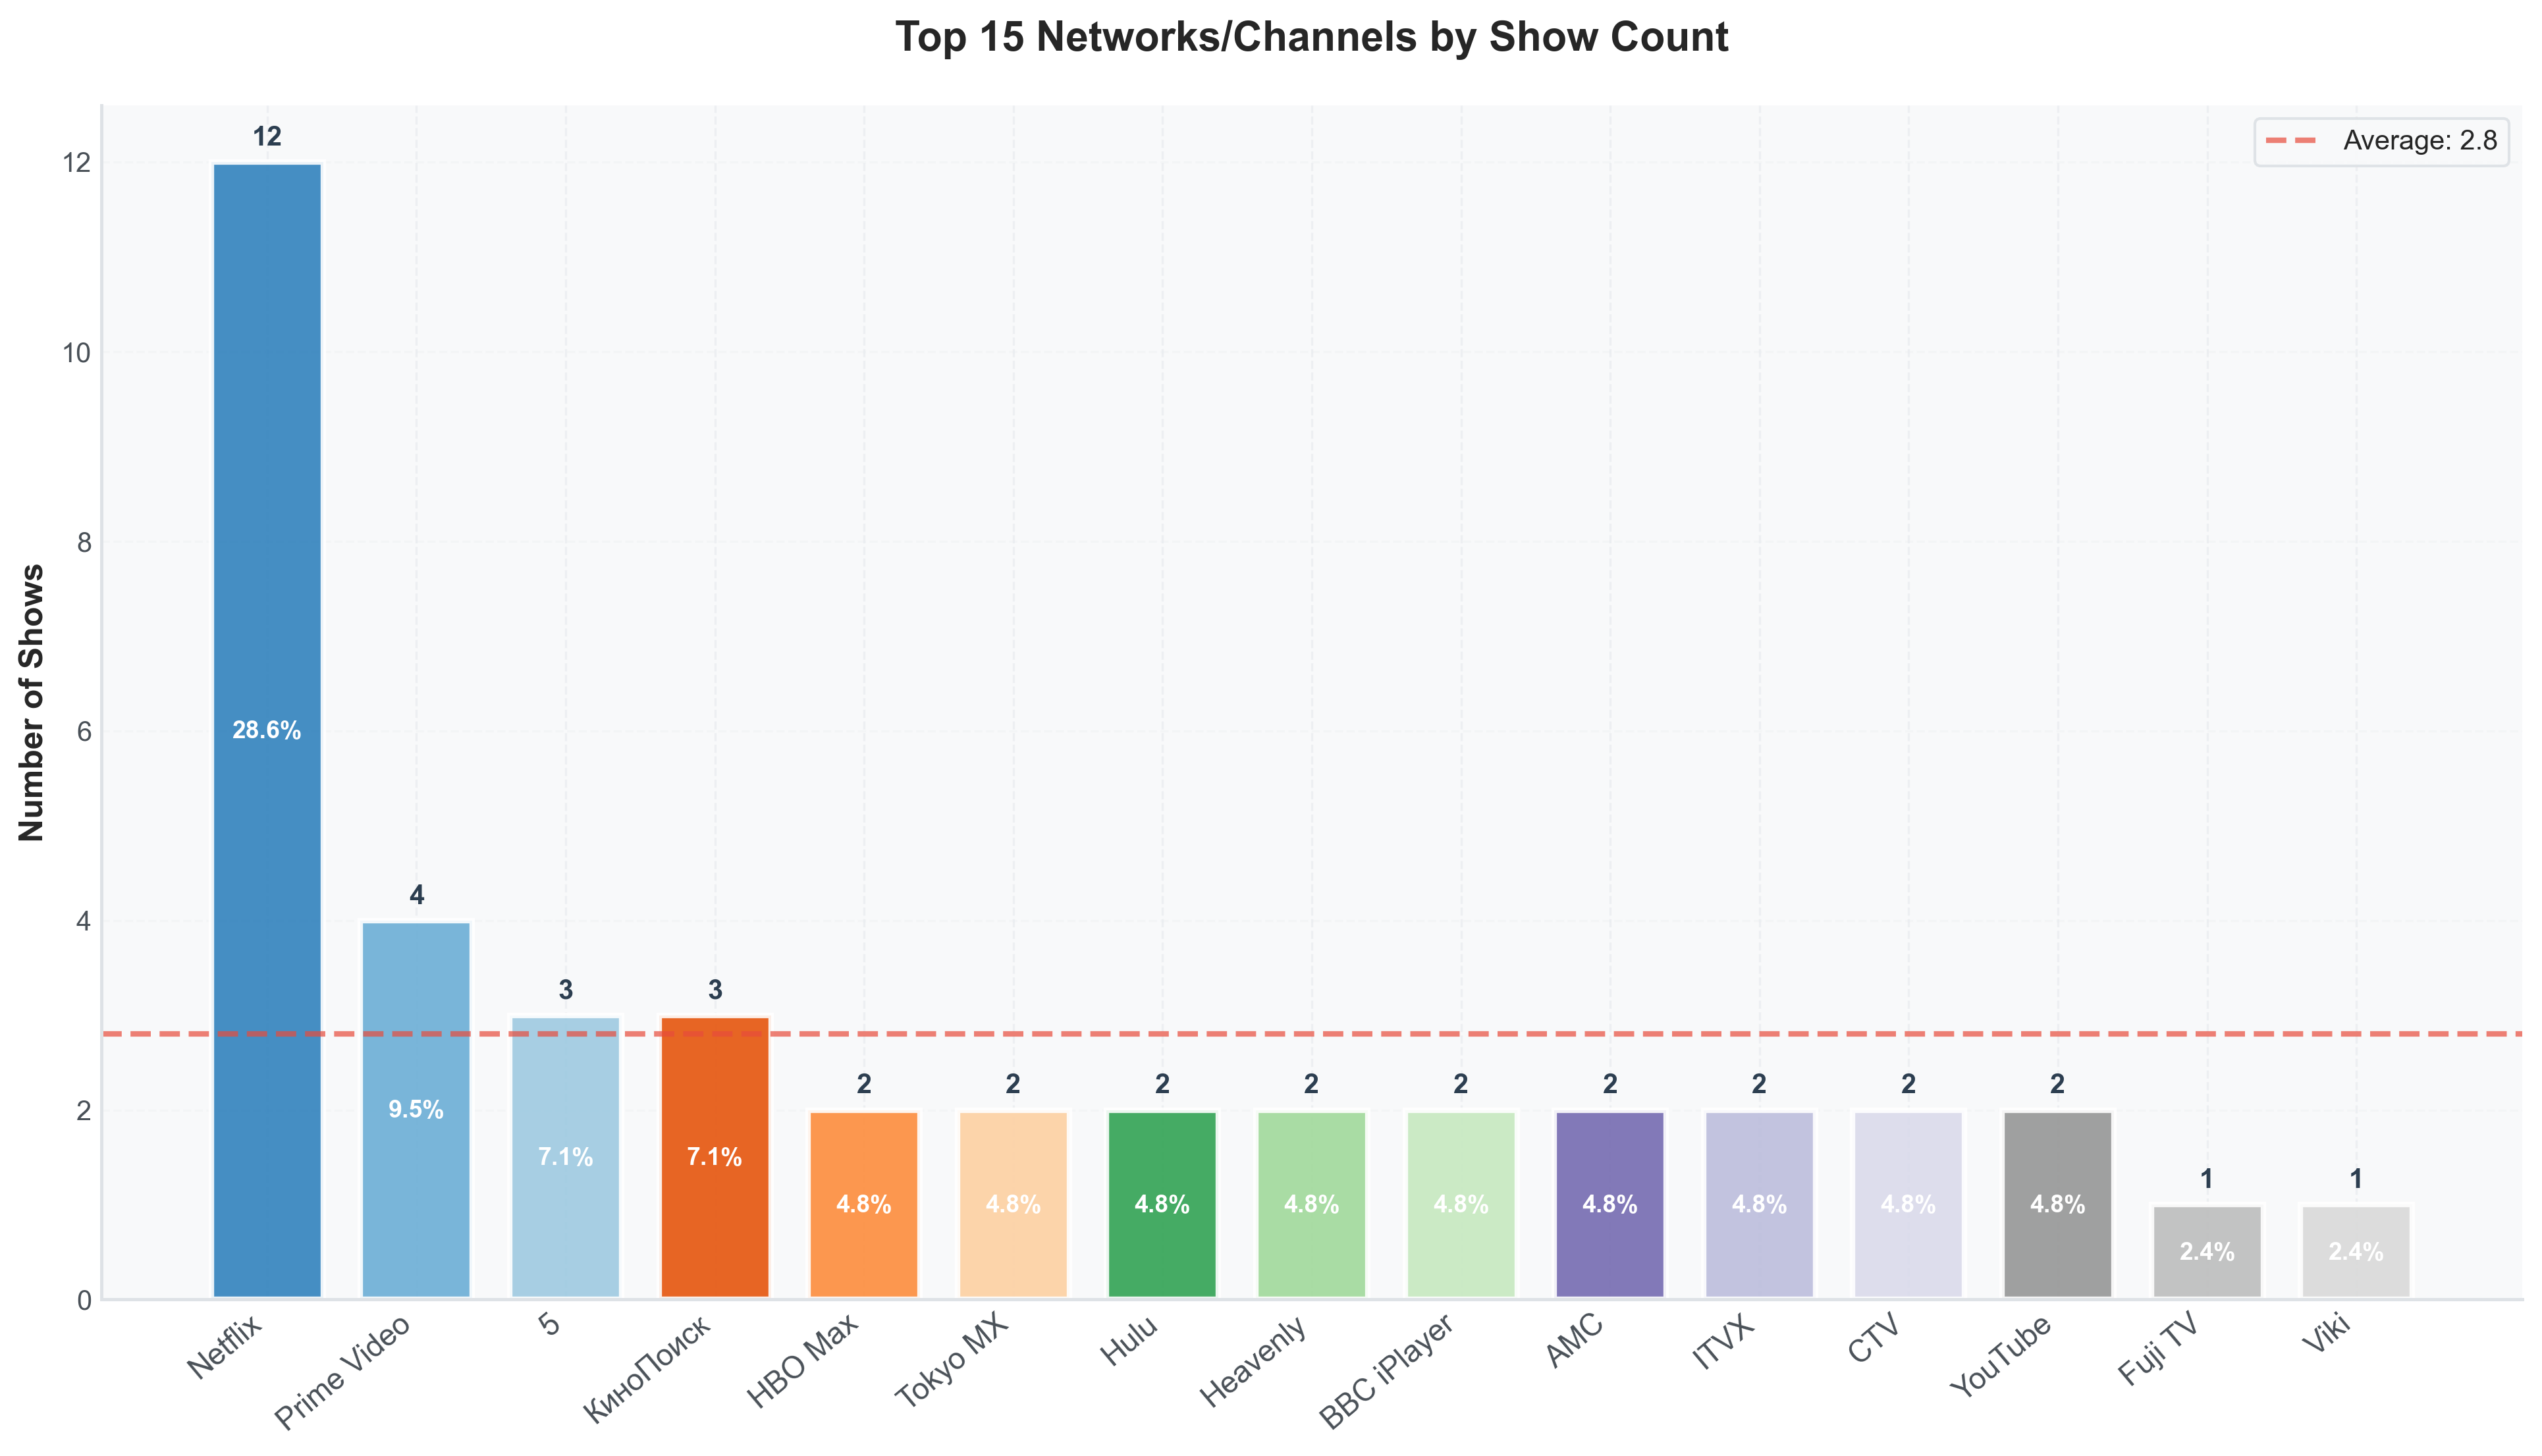 Top 15 Networks/Channels by Show Count
Average: 2.8
Number of Shows
12
10
8
6
4
2
0
12
4
3
3
2
2
2
2
2
2
2
2
2
1
1
28.6%
9.5%
7.1%
7.1%
4.8%
4.8%
4.8%
4.8%
4.8%
4.8%
4.8%
4.8%
4.8%
2.4%
2.4%
Netflix
Prime Video
5
КиноПоиск
HBO Max
Tokyo MX
Hulu
Heavenly
BBC iPlayer
AMC
ITVX
CTV
YouTube
Fuji TV
Viki